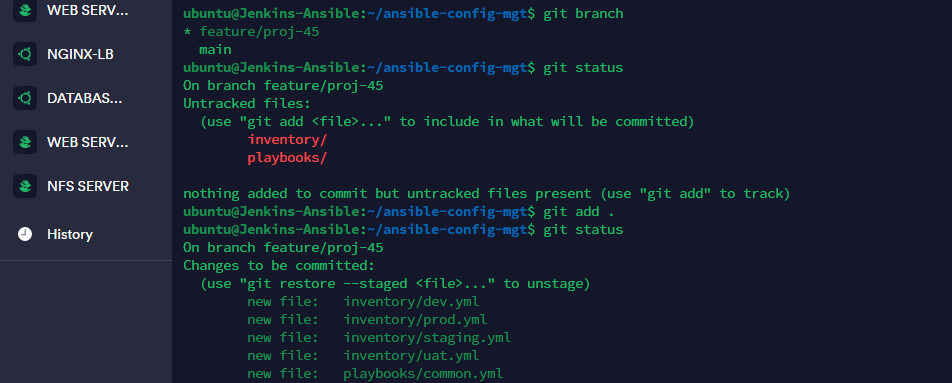 WEB SERV...
NGINX-LB
DATABAS...
WEB SERV...
NFS SERVER
History
ubuntu@Jenkins-Ansible:~/ansible-config-mgt$ git branch
* feature/proj-45
  main
ubuntu@Jenkins-Ansible:~/ansible-config-mgt$ git status
On branch feature/proj-45
Untracked files:
  (use "git add <file>..." to include in what will be committed)
        inventory/
        playbooks/
nothing added to commit but untracked files present (use "git add" to track)
ubuntu@Jenkins-Ansible:~/ansible-config-mgt$ git add .
ubuntu@Jenkins-Ansible:~/ansible-config-mgt$ git status
On branch feature/proj-45
Changes to be committed:
  (use "git restore --staged <file>..." to unstage)
        new file:   inventory/dev.yml
        new file:   inventory/prod.yml
        new file:   inventory/staging.yml
        new file:   inventory/uat.yml
        new file:   playbooks/common.yml